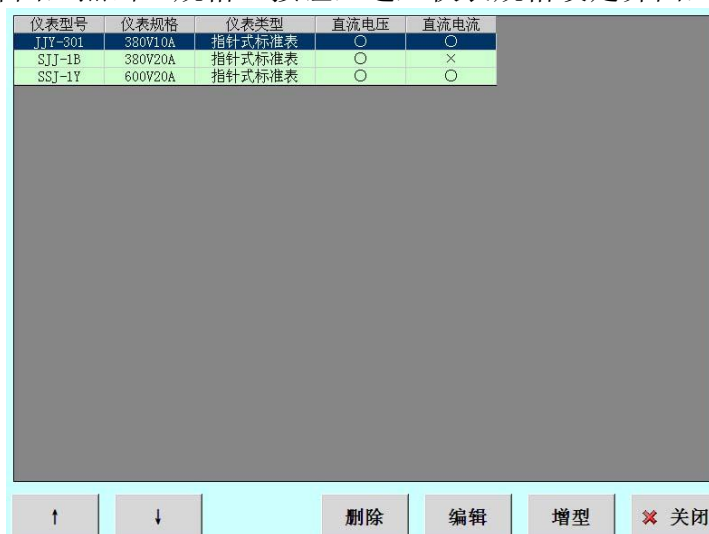 仪表型号 仪表规格 仪表类型 直流电压 直流电流
JJY-301 380V10A 指针式标准表 ○ ○
SJJ-1B 380V20A 指针式标准表 ○ ×
SSJ-1Y 600V20A 指针式标准表 ○ ○
↑ ↓ 删除 编辑 增型 ✖ 关闭